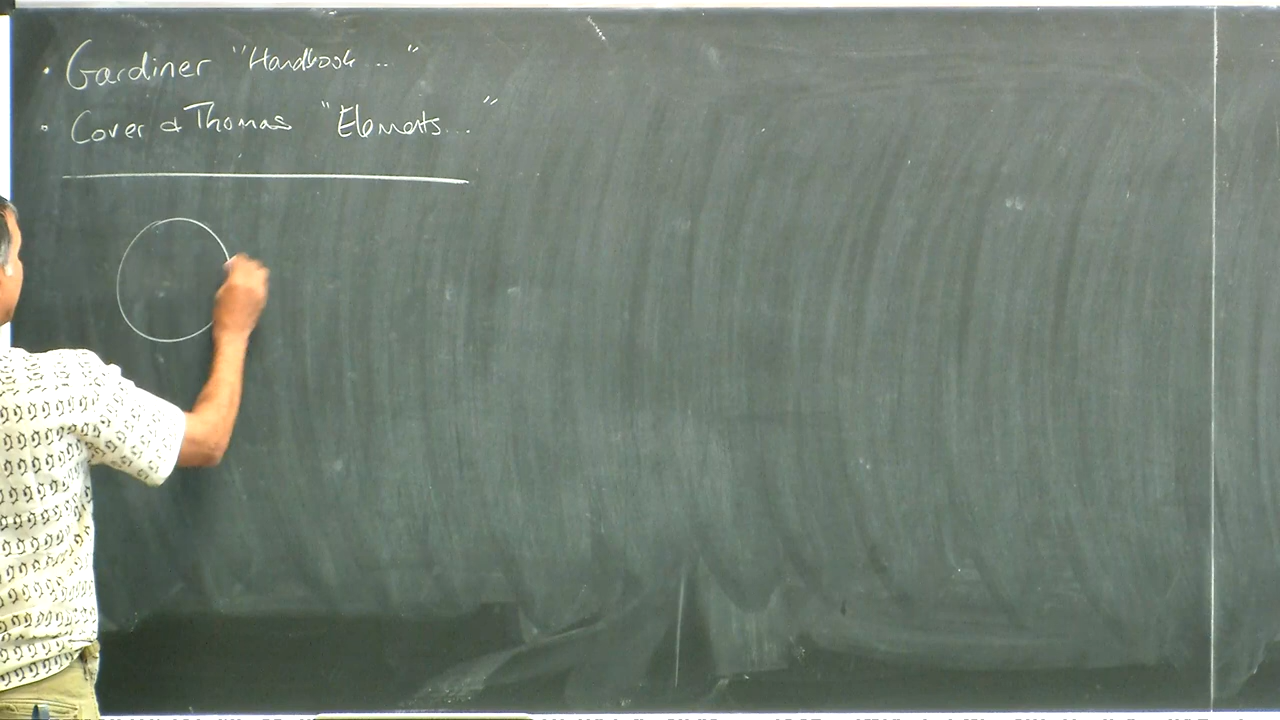 · Gardiner "Handbook ..."
· Cover & Thomas "Elements..."